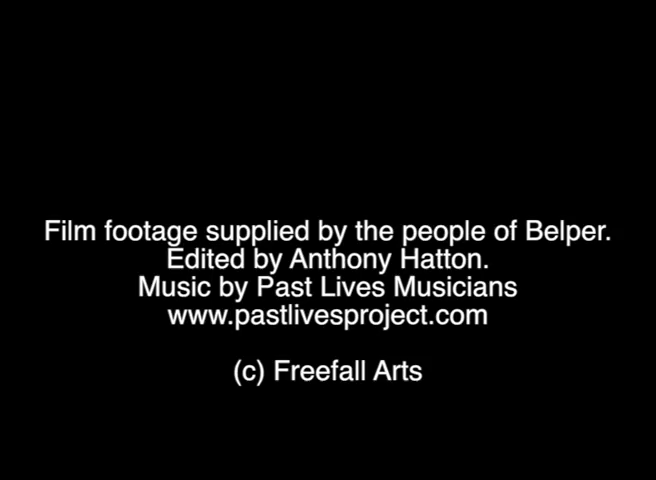 Film footage supplied by the people of Belper.
Edited by Anthony Hatton.
Music by Past Lives Musicians
www.pastlivesproject.com
(c) Freefall Arts